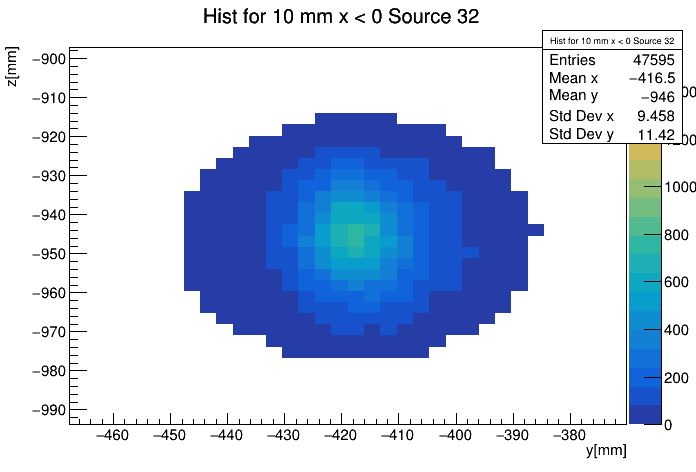 Hist for 10 mm x < 0 Source 32
z[mm]
Hist for 10 mm x < 0 Source 32
Entries 47595
Mean x −416.5
Mean y −946
Std Dev x 9.458
Std Dev y 11.42
−900
−910
−920
−930
−940
−950
−960
−970
−980
−990
1000
800
600
400
200
0
−460 −450 −440 −430 −420 −410 −400 −390 −380
y[mm]